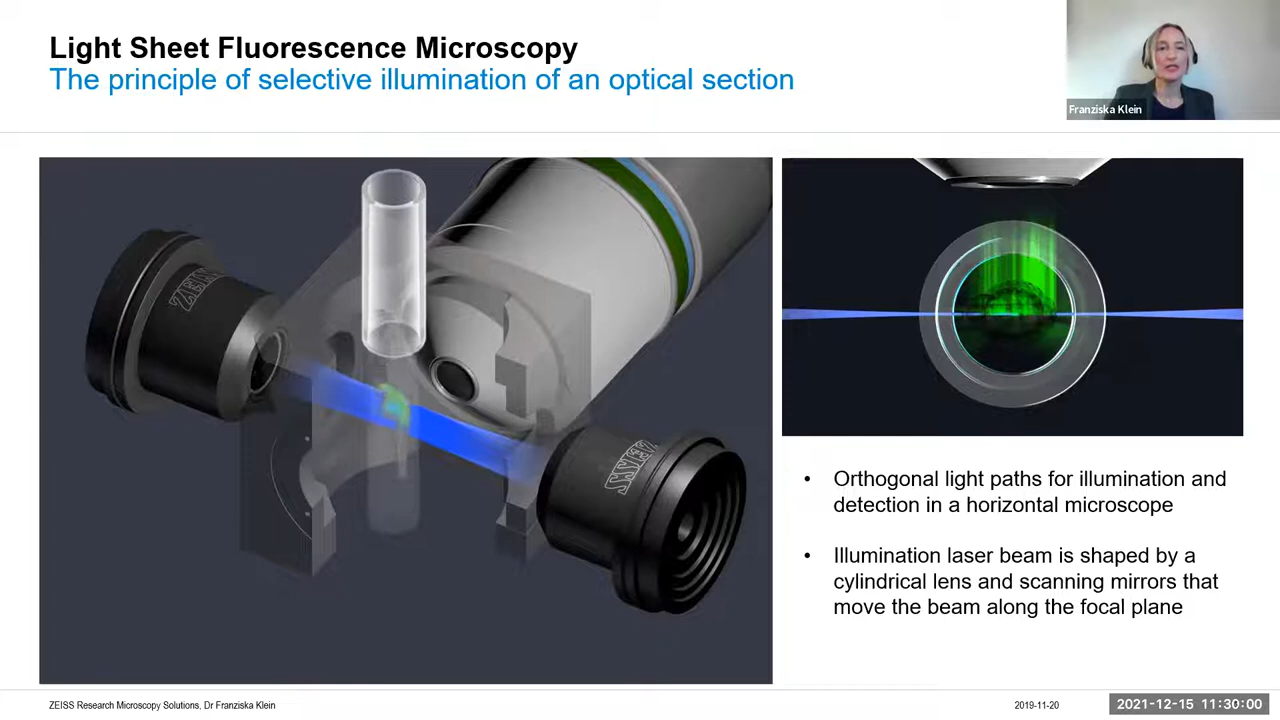 Light Sheet Fluorescence Microscopy
The principle of selective illumination of an optical section
Franziska Klein
ZEISS
ZEISS
• Orthogonal light paths for illumination and
detection in a horizontal microscope
• Illumination laser beam is shaped by a
cylindrical lens and scanning mirrors that
move the beam along the focal plane
ZEISS Research Microscopy Solutions, Dr Franziska Klein
2019-11-20
2021-12-15 11:30:00